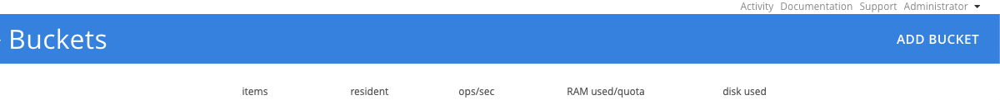 Activity Documentation Support Administrator
Buckets ADD BUCKET
items resident ops/sec RAM used/quota disk used